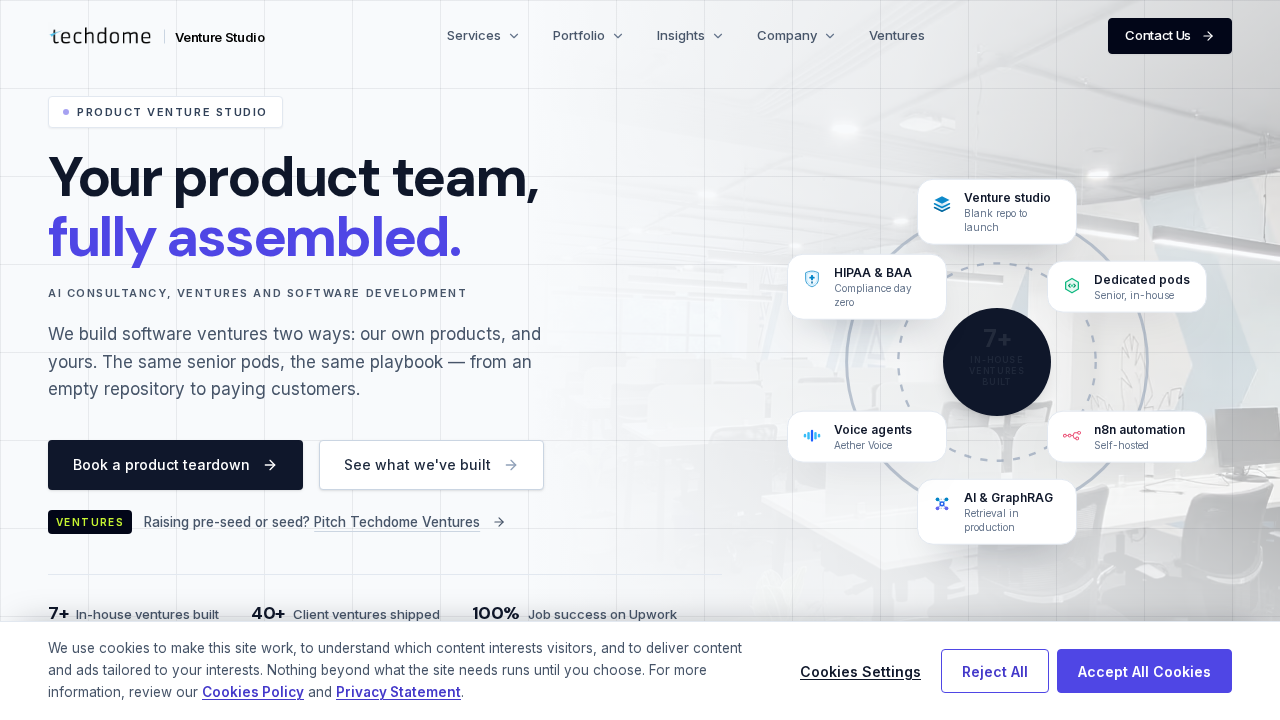 techdome Venture Studio Services Portfolio Insights Company Ventures Contact Us
PRODUCT VENTURE STUDIO
Your product team,
fully assembled.
AI CONSULTANCY, VENTURES AND SOFTWARE DEVELOPMENT
We build software ventures two ways: our own products, and
yours. The same senior pods, the same playbook — from an
empty repository to paying customers.
Book a product teardown
See what we've built
VENTURES Raising pre-seed or seed? Pitch Techdome Ventures
7+ In-house ventures built
40+ Client ventures shipped
100% Job success on Upwork
Venture studio
Blank repo to
launch
HIPAA & BAA
Compliance day
zero
Dedicated pods
Senior, in-house
7+
IN-HOUSE
VENTURES
BUILT
Voice agents
Aether Voice
n8n automation
Self-hosted
AI & GraphRAG
Retrieval in
production
We use cookies to make this site work, to understand which content interests visitors, and to deliver content
and ads tailored to your interests. Nothing beyond what the site needs runs until you choose. For more
information, review our Cookies Policy and Privacy Statement.
Cookies Settings
Reject All
Accept All Cookies